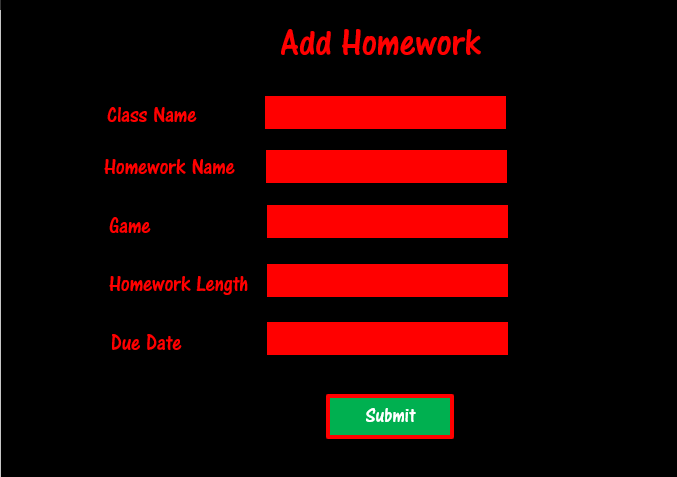 Add Homework
Class Name
Homework Name
Game
Homework Length
Due Date
Submit